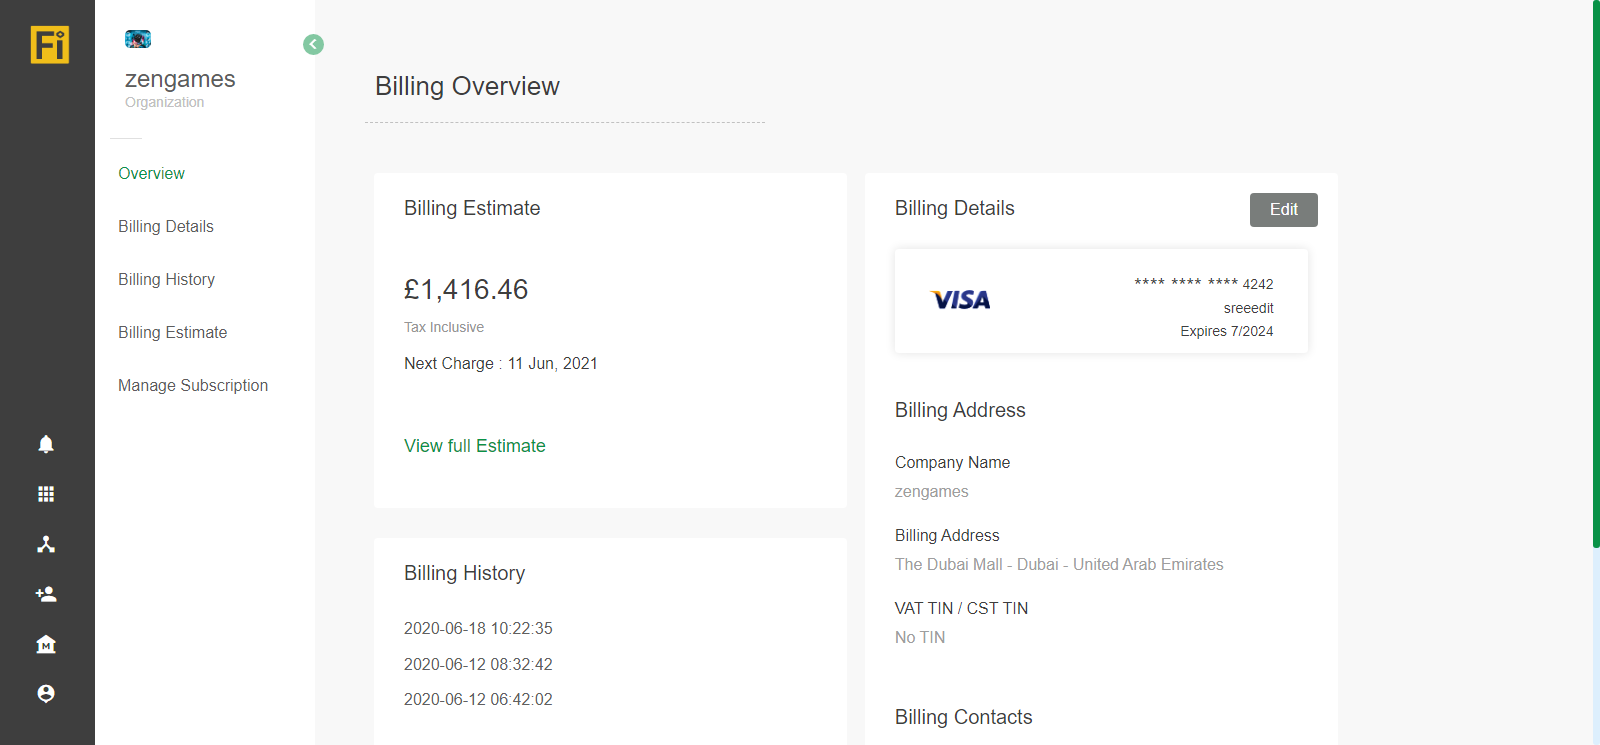 Fi
zengames
Organization
Overview
Billing Details
Billing History
Billing Estimate
Manage Subscription
Billing Overview
Billing Estimate
£1,416.46
Tax Inclusive
Next Charge : 11 Jun, 2021
View full Estimate
Billing History
2020-06-18 10:22:35
2020-06-12 08:32:42
2020-06-12 06:42:02
Billing Details
Edit
VISA
**** **** **** 4242
sreeedit
Expires 7/2024
Billing Address
Company Name
zengames
Billing Address
The Dubai Mall - Dubai - United Arab Emirates
VAT TIN / CST TIN
No TIN
Billing Contacts
M